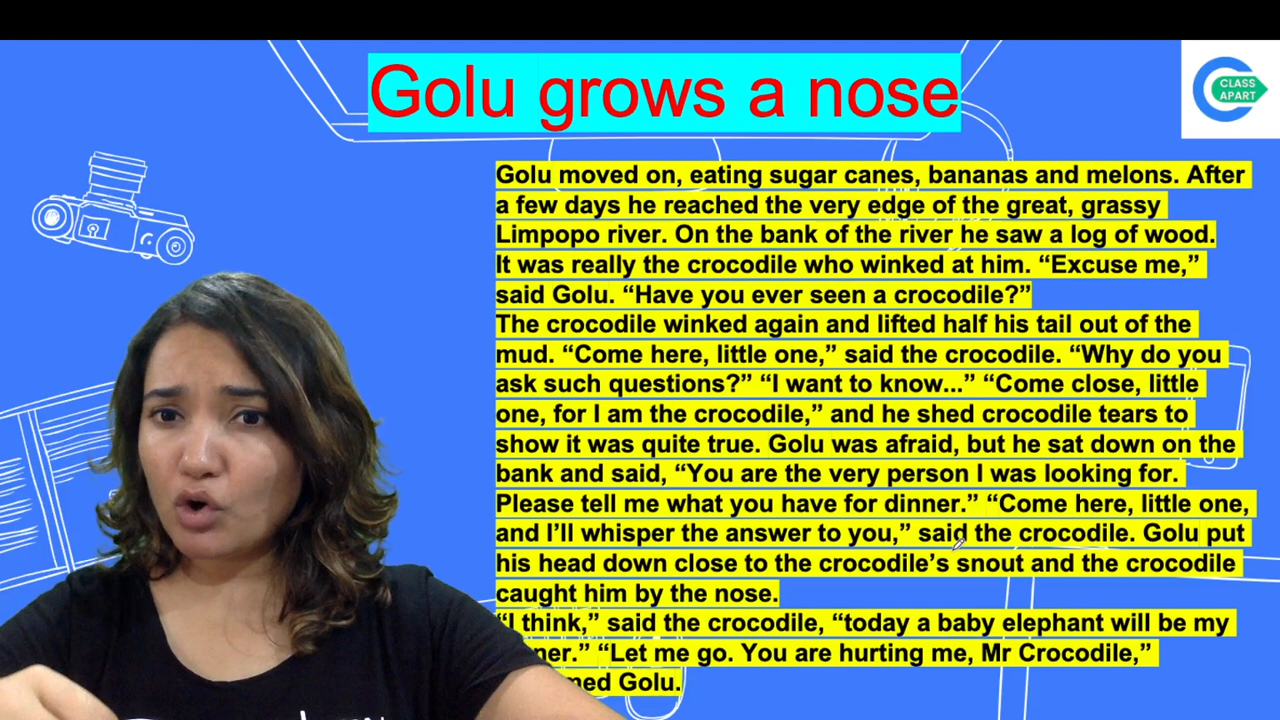 Golu grows a nose
CLASS
APART
Golu moved on, eating sugar canes, bananas and melons. After
a few days he reached the very edge of the great, grassy
Limpopo river. On the bank of the river he saw a log of wood.
It was really the crocodile who winked at him. “Excuse me,”
said Golu. “Have you ever seen a crocodile?”
The crocodile winked again and lifted half his tail out of the
mud. “Come here, little one,” said the crocodile. “Why do you
ask such questions?” “I want to know...” “Come close, little
one, for I am the crocodile,” and he shed crocodile tears to
show it was quite true. Golu was afraid, but he sat down on the
bank and said, “You are the very person I was looking for.
Please tell me what you have for dinner.” “Come here, little one,
and I’ll whisper the answer to you,” said the crocodile. Golu put
his head down close to the crocodile’s snout and the crocodile
caught him by the nose.
“I think,” said the crocodile, “today a baby elephant will be my
“Let me go. You are hurting me, Mr Crocodile,”
Golu.